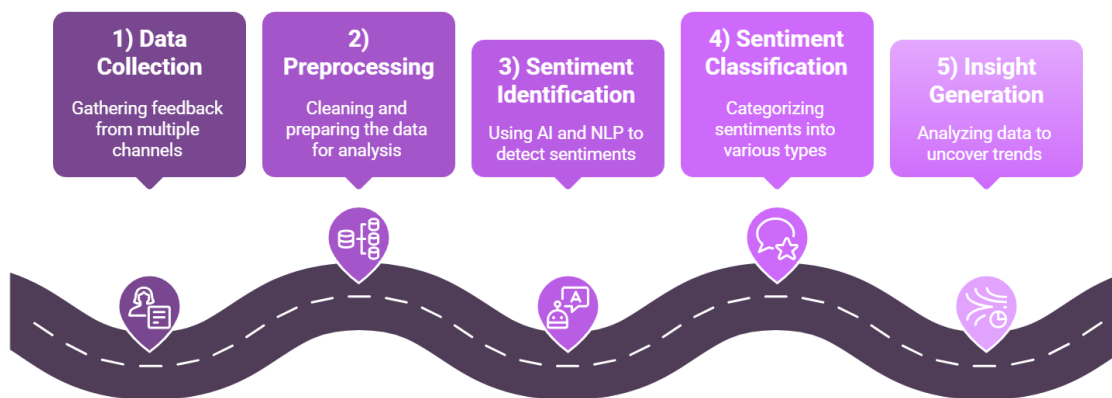 1) Data
Collection
Gathering feedback
from multiple
channels
2)
Preprocessing
Cleaning and
preparing the data
for analysis
3) Sentiment
Identification
Using AI and NLP to
detect sentiments
4) Sentiment
Classification
Categorizing
sentiments into
various types
5) Insight
Generation
Analyzing data to
uncover trends
A